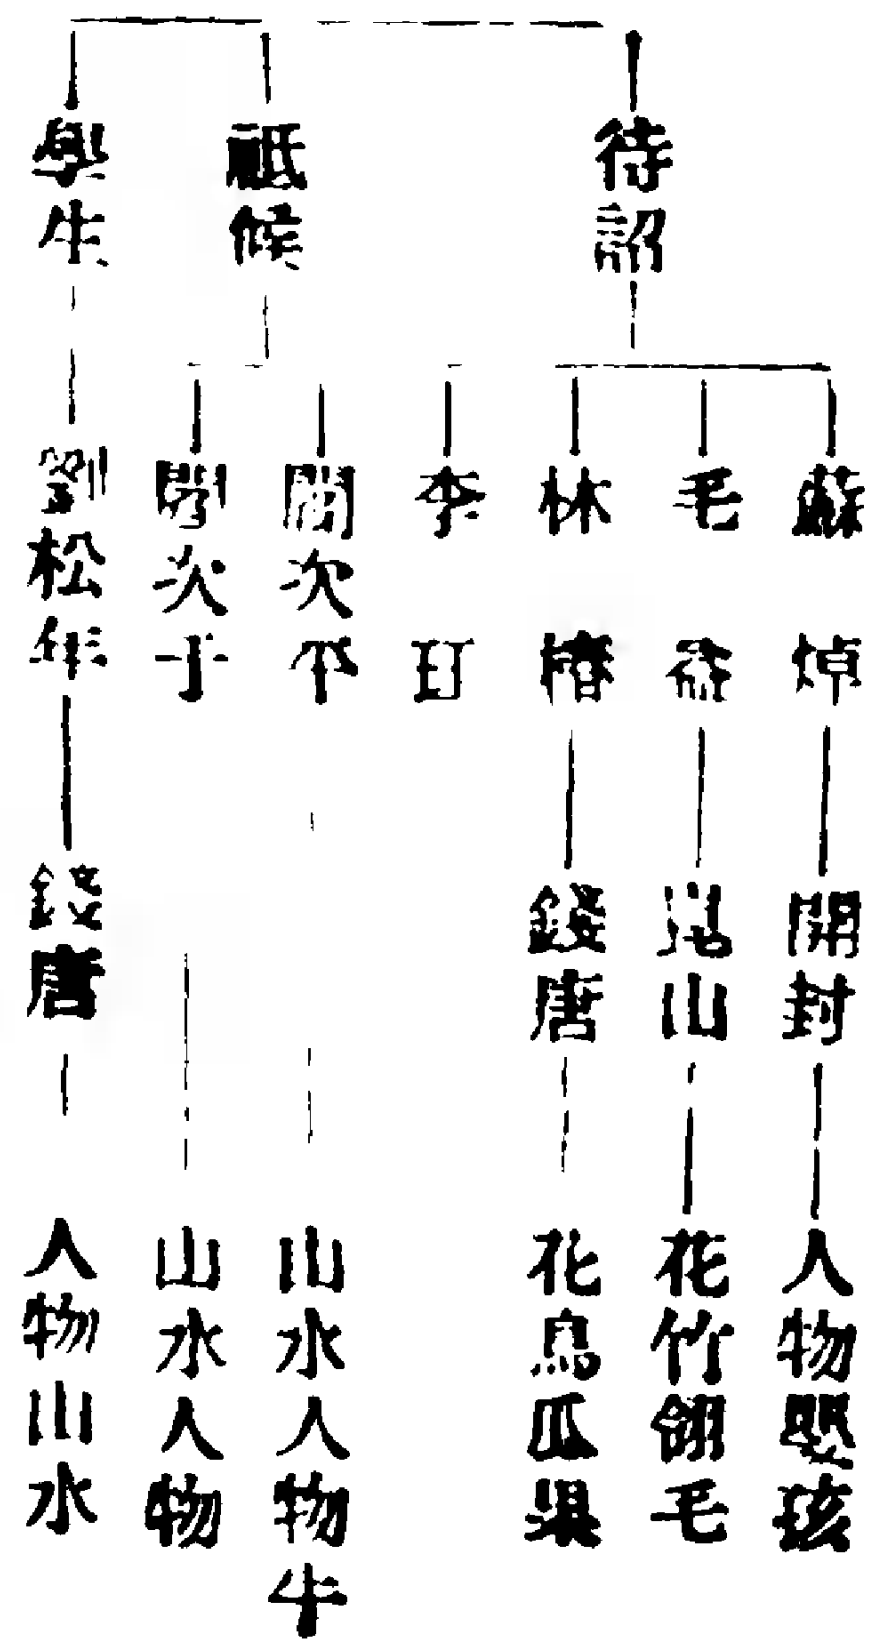 待詔
蘇焯 開封 人物嬰孩
毛益 崑山 花竹翎毛
林椿 錢唐 花鳥瓜果
李
祗候
閻次平 山水人物牛
閻次于 山水人物
學生
劉松年 錢唐 人物山水